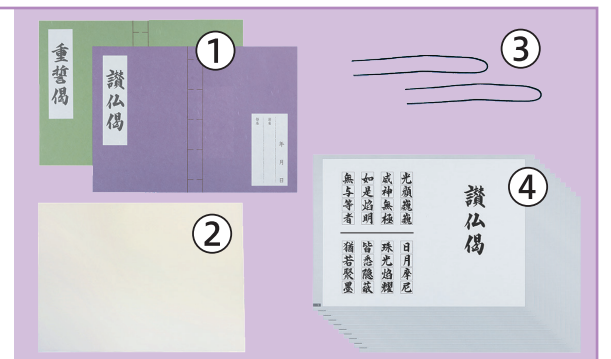 ①
重誓偈
讃仏偈
年 月 日
②
③
④
讃仏偈
光顔巍巍 日月摩尼
威神無極 珠光焰耀
如是焰明 皆悉隠蔽
無与等者 猶若聚墨